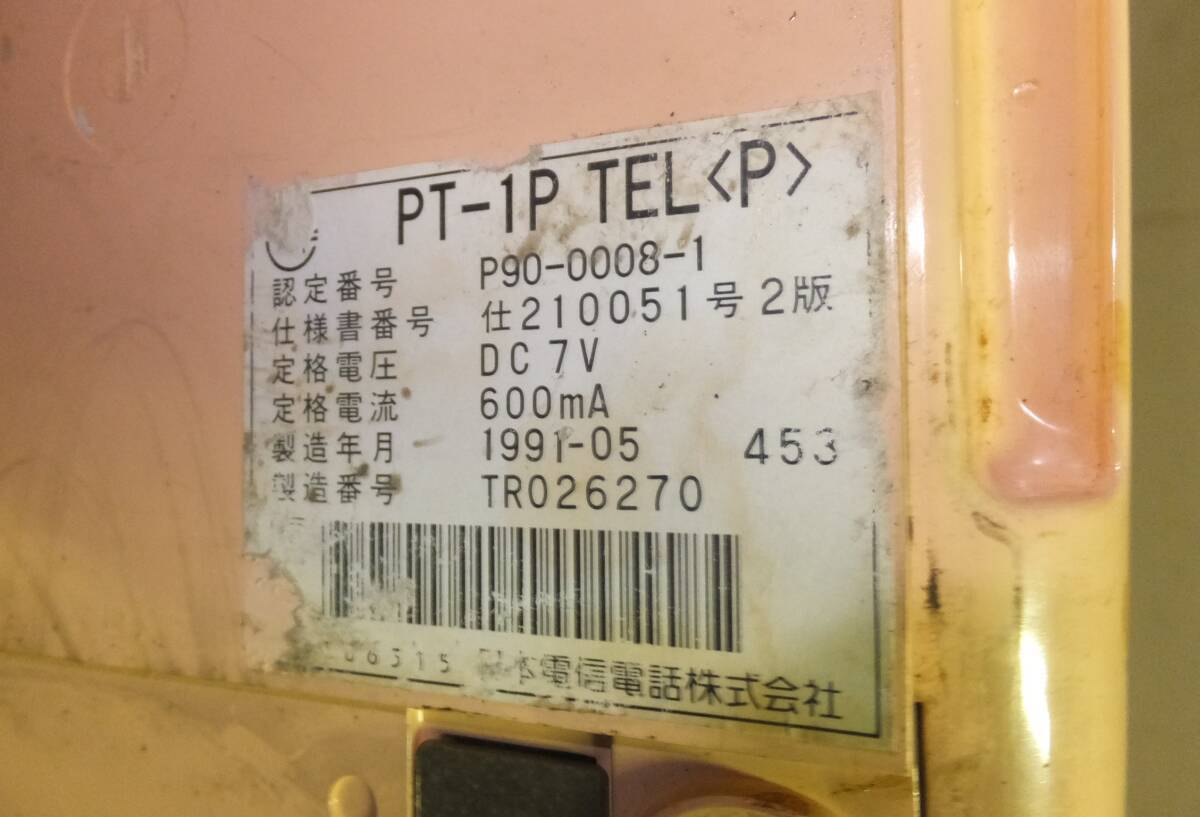 PT-1P TEL<P>
認定番号 P90-0008-1
仕様書番号 仕210051号2版
定格電圧 DC7V
定格電流 600mA
製造年月 1991-05 453
製造番号 TR026270
06315 日本電信電話株式会社